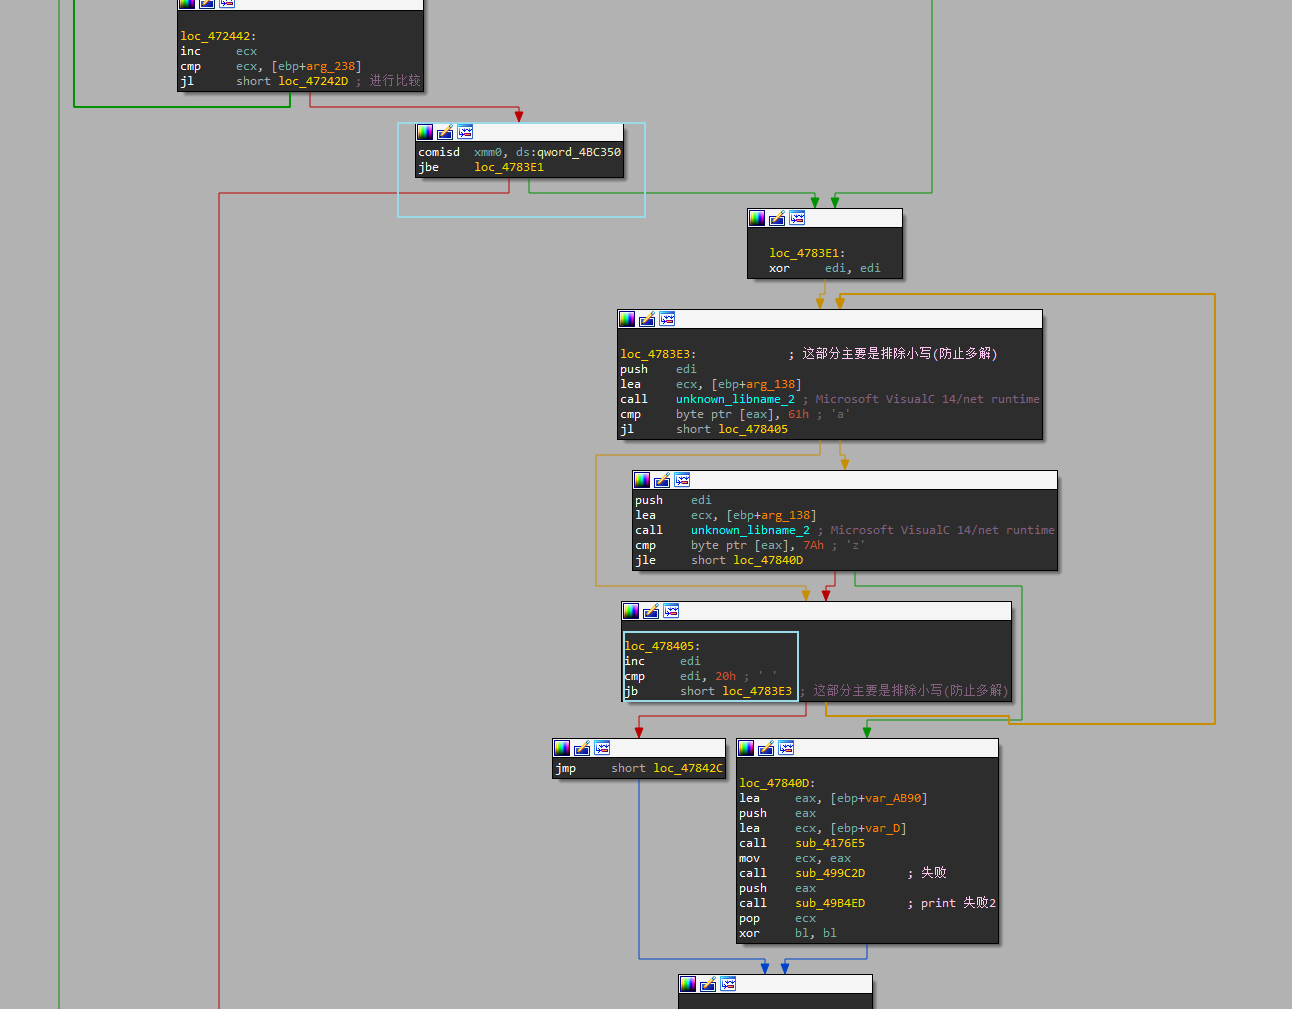 loc_472442:
inc ecx
cmp ecx, [ebp+arg_238]
jl short loc_47242D ; 进行比较
comisd xmm0, ds:qword_4BC350
jbe loc_4783E1
loc_4783E1:
xor edi, edi
loc_4783E3: ; 这部分主要是排除小写(防止多解)
push edi
lea ecx, [ebp+arg_138]
call unknown_libname_2 ; Microsoft VisualC 14/net runtime
cmp byte ptr [eax], 61h ; 'a'
jl short loc_478405
push edi
lea ecx, [ebp+arg_138]
call unknown_libname_2 ; Microsoft VisualC 14/net runtime
cmp byte ptr [eax], 7Ah ; 'z'
jle short loc_47840D
loc_478405:
inc edi
cmp edi, 20h ; ' '
jb short loc_4783E3 ; 这部分主要是排除小写(防止多解)
jmp short loc_47842C
loc_47840D:
lea eax, [ebp+var_AB90]
push eax
lea ecx, [ebp+var_D]
call sub_4176E5
mov ecx, eax
call sub_499C2D ; 失败
push eax
call sub_49B4ED ; print 失败2
pop ecx
xor bl, bl